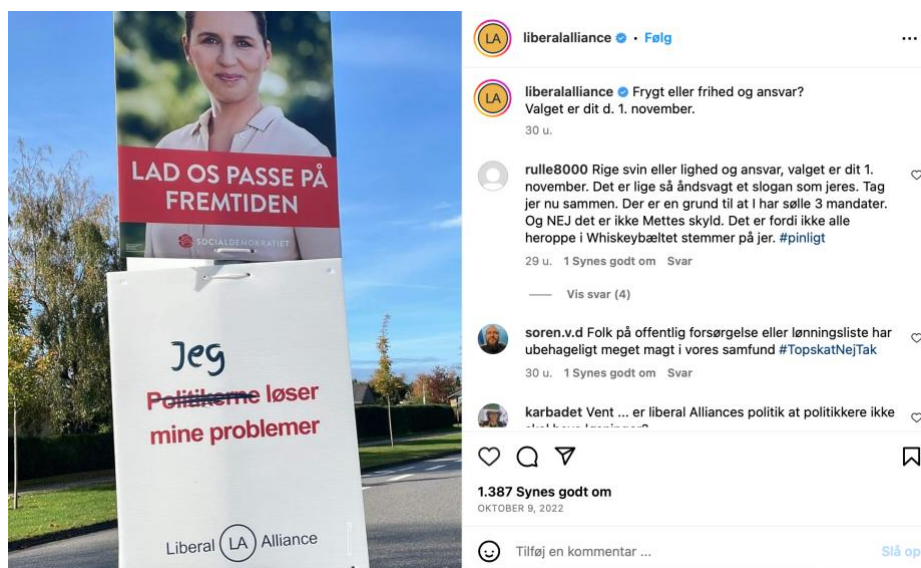 LAD OS PASSE PÅ
FREMTIDEN
SOCIALDEMOKRATIET
Jeg
Politikerne løser
mine problemer
Liberal LA Alliance
LA
liberalalliance • Følg
LA
liberalalliance Frygt eller frihed og ansvar?
Valget er dit d. 1. november.
30 u.
rulle8000 Rige svin eller lighed og ansvar, valget er dit 1.
november. Det er lige så åndsvagt et slogan som jeres. Tag
jer nu sammen. Der er en grund til at I har sølle 3 mandater.
Og NEJ det er ikke Mettes skyld. Det er fordi ikke alle
heroppe i Whiskeybæltet stemmer på jer. #pinligt
29 u. 1 Synes godt om Svar
Vis svar (4)
soren.v.d Folk på offentlig forsørgelse eller lønningsliste har
ubehageligt meget magt i vores samfund #TopskatNejTak
30 u. 1 Synes godt om Svar
karbadet Vent ... er liberal Alliances politik at politikkere ikke
1.387 Synes godt om
OKTOBER 9, 2022
Tilføj en kommentar ...
Slå op